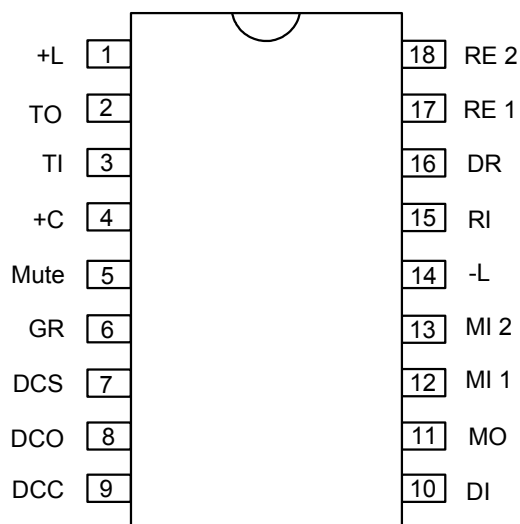 +L 1 18 RE 2
TO 2 17 RE 1
TI 3 16 DR
+C 4 15 RI
Mute 5 14 -L
GR 6 13 MI 2
DCS 7 12 MI 1
DCO 8 11 MO
DCC 9 10 DI